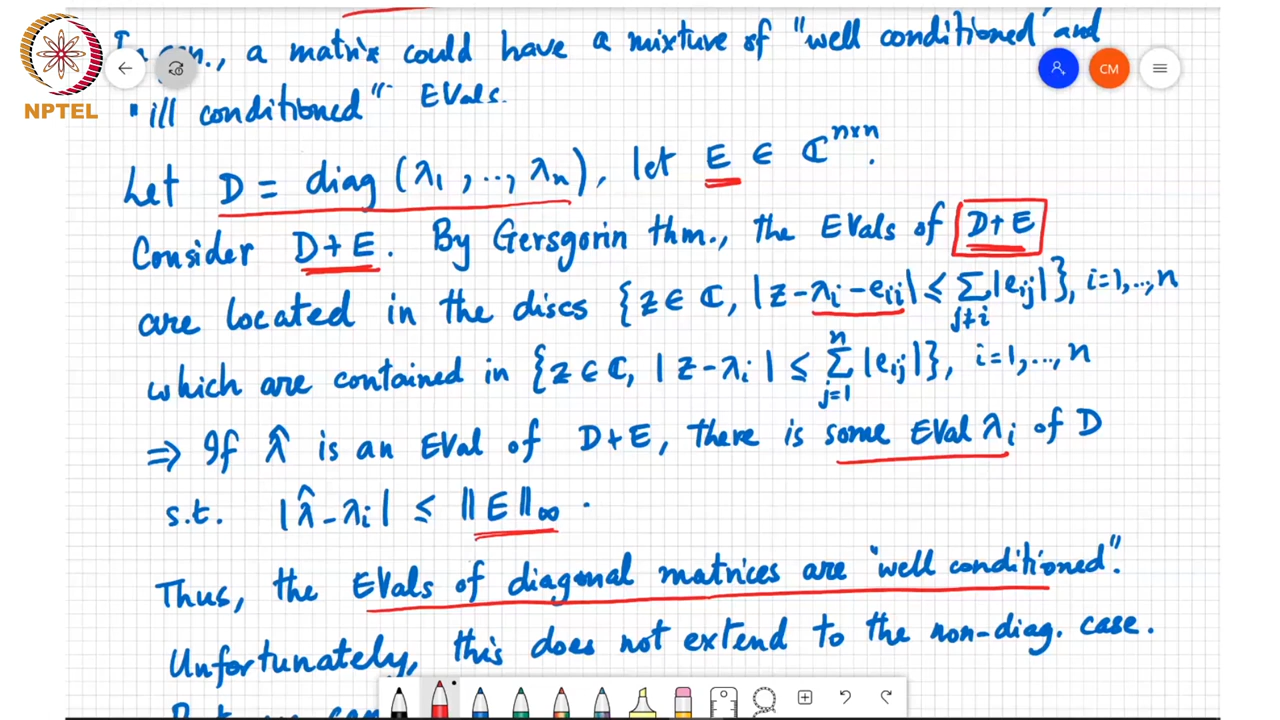 In gen., a matrix could have a mixture of "well conditioned" and
"ill conditioned" EVals.
NPTEL
CM
Let D = diag (λ₁, .., λₙ), let E ∈ ℂⁿˣⁿ.
Consider D+E. By Gersgorin thm., the EVals of D+E
are located in the discs {z ∈ ℂ, |z - λᵢ - eᵢᵢ| ≤ Σ_{j≠i} |eᵢⱼ|}, i=1,..,n
which are contained in {z ∈ ℂ, |z - λᵢ| ≤ Σ_{j=1}^{n} |eᵢⱼ|}, i=1,...,n
⇒ If λ̂ is an EVal of D+E, there is some EVal λᵢ of D
s.t. |λ̂ - λᵢ| ≤ ‖E‖∞.
Thus, the EVals of diagonal matrices are "well conditioned".
Unfortunately, this does not extend to the non-diag. case.